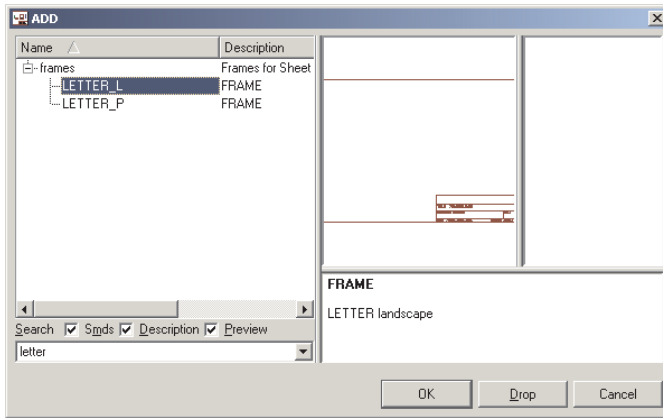 ADD
Name Description
frames Frames for Sheet
LETTER_L FRAME
LETTER_P FRAME
FRAME
LETTER landscape
Search Smds Description Preview
letter
OK Drop Cancel